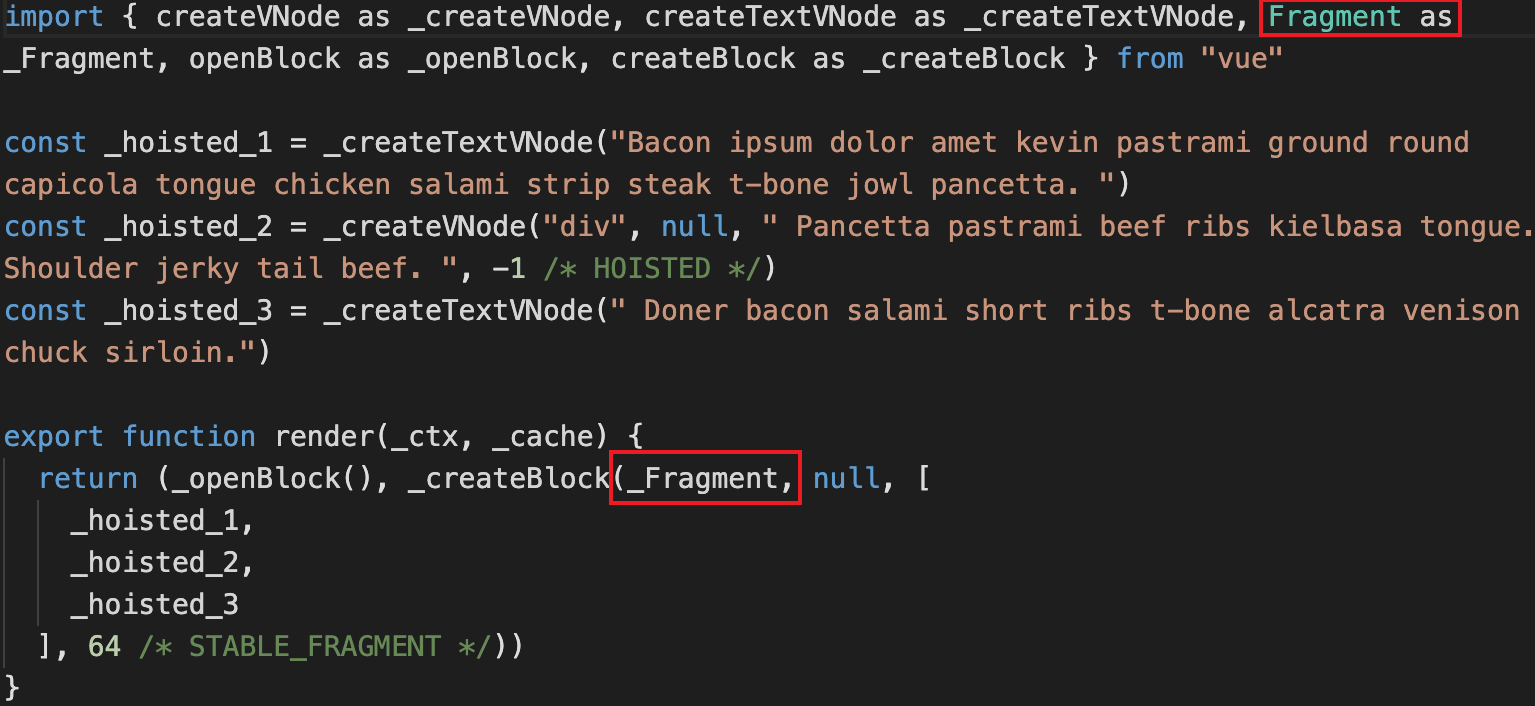 import { createVNode as _createVNode, createTextVNode as _createTextVNode, Fragment as
_Fragment, openBlock as _openBlock, createBlock as _createBlock } from "vue"
const _hoisted_1 = _createTextVNode("Bacon ipsum dolor amet kevin pastrami ground round
capicola tongue chicken salami strip steak t-bone jowl pancetta. ")
const _hoisted_2 = _createVNode("div", null, " Pancetta pastrami beef ribs kielbasa tongue.
Shoulder jerky tail beef. ", -1 /* HOISTED */)
const _hoisted_3 = _createTextVNode(" Doner bacon salami short ribs t-bone alcatra venison
chuck sirloin.")
export function render(_ctx, _cache) {
return (_openBlock(), _createBlock(_Fragment, null, [
_hoisted_1,
_hoisted_2,
_hoisted_3
], 64 /* STABLE_FRAGMENT */))
}